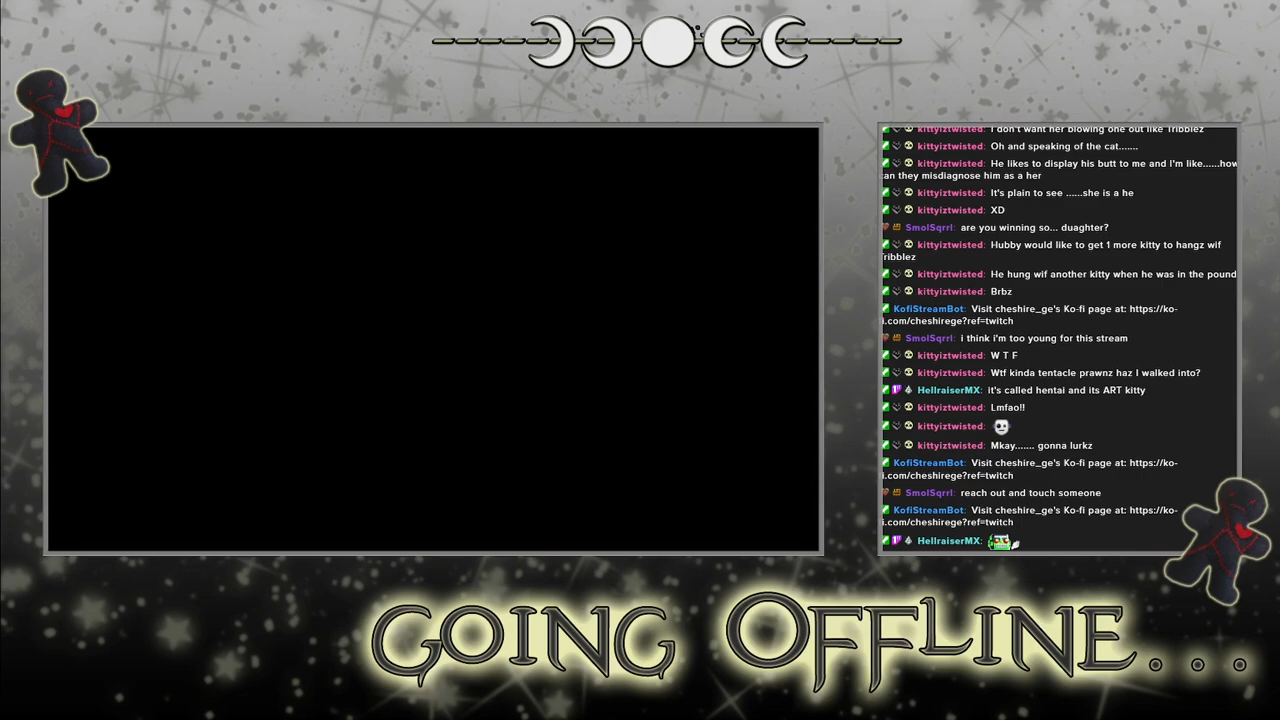 kittyiztwisted: I don't want her blowing one out like Tribblez
kittyiztwisted: Oh and speaking of the cat.......
kittyiztwisted: He likes to display his butt to me and I'm like......how
an they misdiagnose him as a her
kittyiztwisted: It's plain to see ......she is a he
kittyiztwisted: XD
SmolSqrrl: are you winning so... duaghter?
kittyiztwisted: Hubby would like to get 1 more kitty to hangz wif
Tribblez
kittyiztwisted: He hung wif another kitty when he was in the pound
kittyiztwisted: Brbz
KofiStreamBot: Visit cheshire_ge's Ko-fi page at: https://ko-
i.com/cheshirege?ref=twitch
SmolSqrrl: i think i'm too young for this stream
kittyiztwisted: W T F
kittyiztwisted: Wtf kinda tentacle prawnz haz I walked into?
HellraiserMX: it's called hentai and its ART kitty
kittyiztwisted: Lmfao!!
kittyiztwisted:
kittyiztwisted: Mkay....... gonna lurkz
KofiStreamBot: Visit cheshire_ge's Ko-fi page at: https://ko-
i.com/cheshirege?ref=twitch
SmolSqrrl: reach out and touch someone
KofiStreamBot: Visit cheshire_ge's Ko-fi page at: https://ko-
i.com/cheshirege?ref=twitch
HellraiserMX:
GOING OFFLINE...